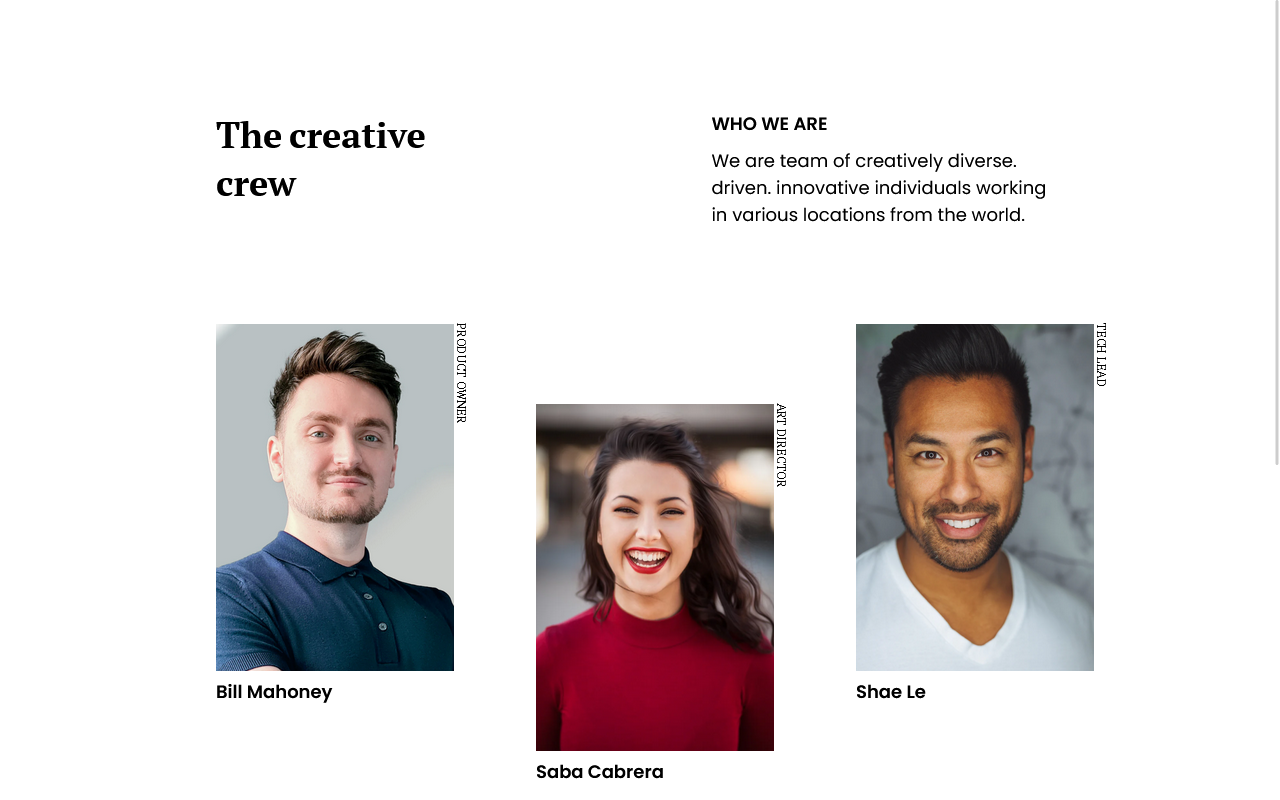 The creative
crew
WHO WE ARE
We are team of creatively diverse.
driven. innovative individuals working
in various locations from the world.
PRODUCT OWNER
Bill Mahoney
ART DIRECTOR
Saba Cabrera
TECH LEAD
Shae Le